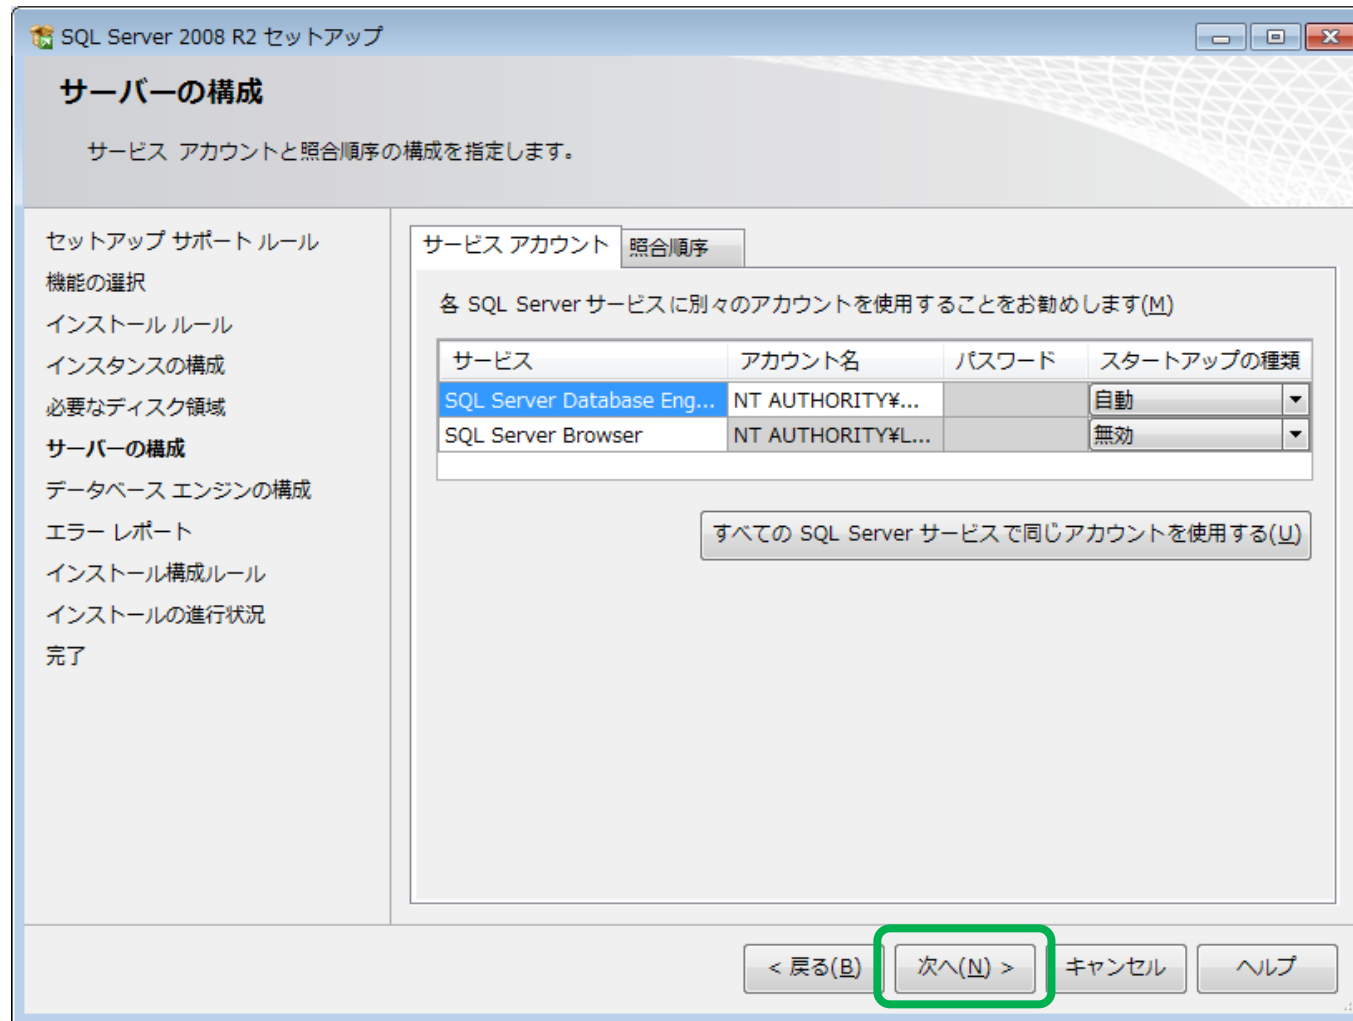 SQL Server 2008 R2 セットアップ
サーバーの構成
サービス アカウントと照合順序の構成を指定します。
セットアップ サポート ルール
機能の選択
インストール ルール
インスタンスの構成
必要なディスク領域
サーバーの構成
データベース エンジンの構成
エラー レポート
インストール構成ルール
インストールの進行状況
完了
サービス アカウント 照合順序
各 SQL Server サービスに別々のアカウントを使用することをお勧めします(M)
サービス アカウント名 パスワード スタートアップの種類
SQL Server Database Eng... NT AUTHORITY¥... 自動
SQL Server Browser NT AUTHORITY¥L... 無効
すべての SQL Server サービスで同じアカウントを使用する(U)
< 戻る(B) 次へ(N) > キャンセル ヘルプ